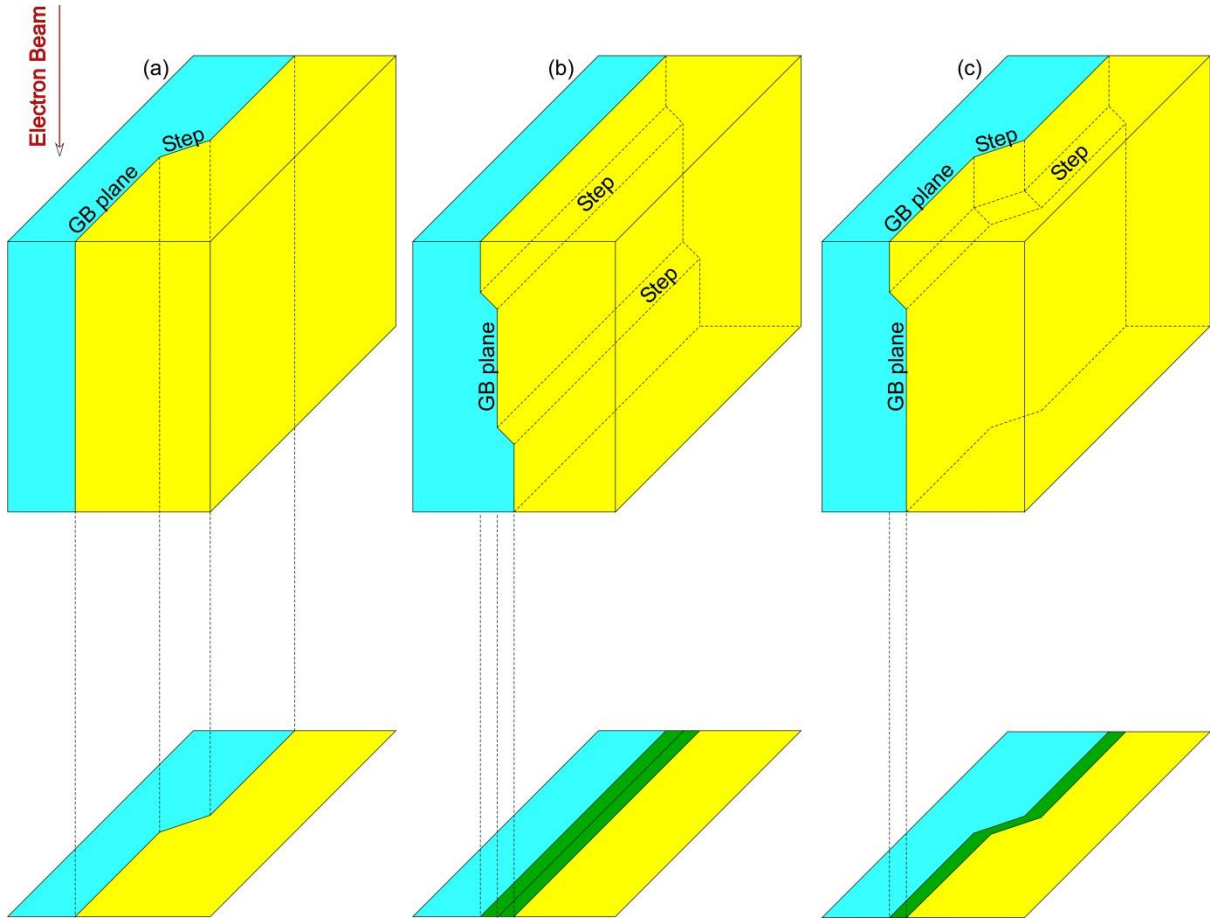 Electron Beam
(a)
Step
GB plane
(b)
Step
Step
GB plane
(c)
Step
GB plane
Step
GB plane